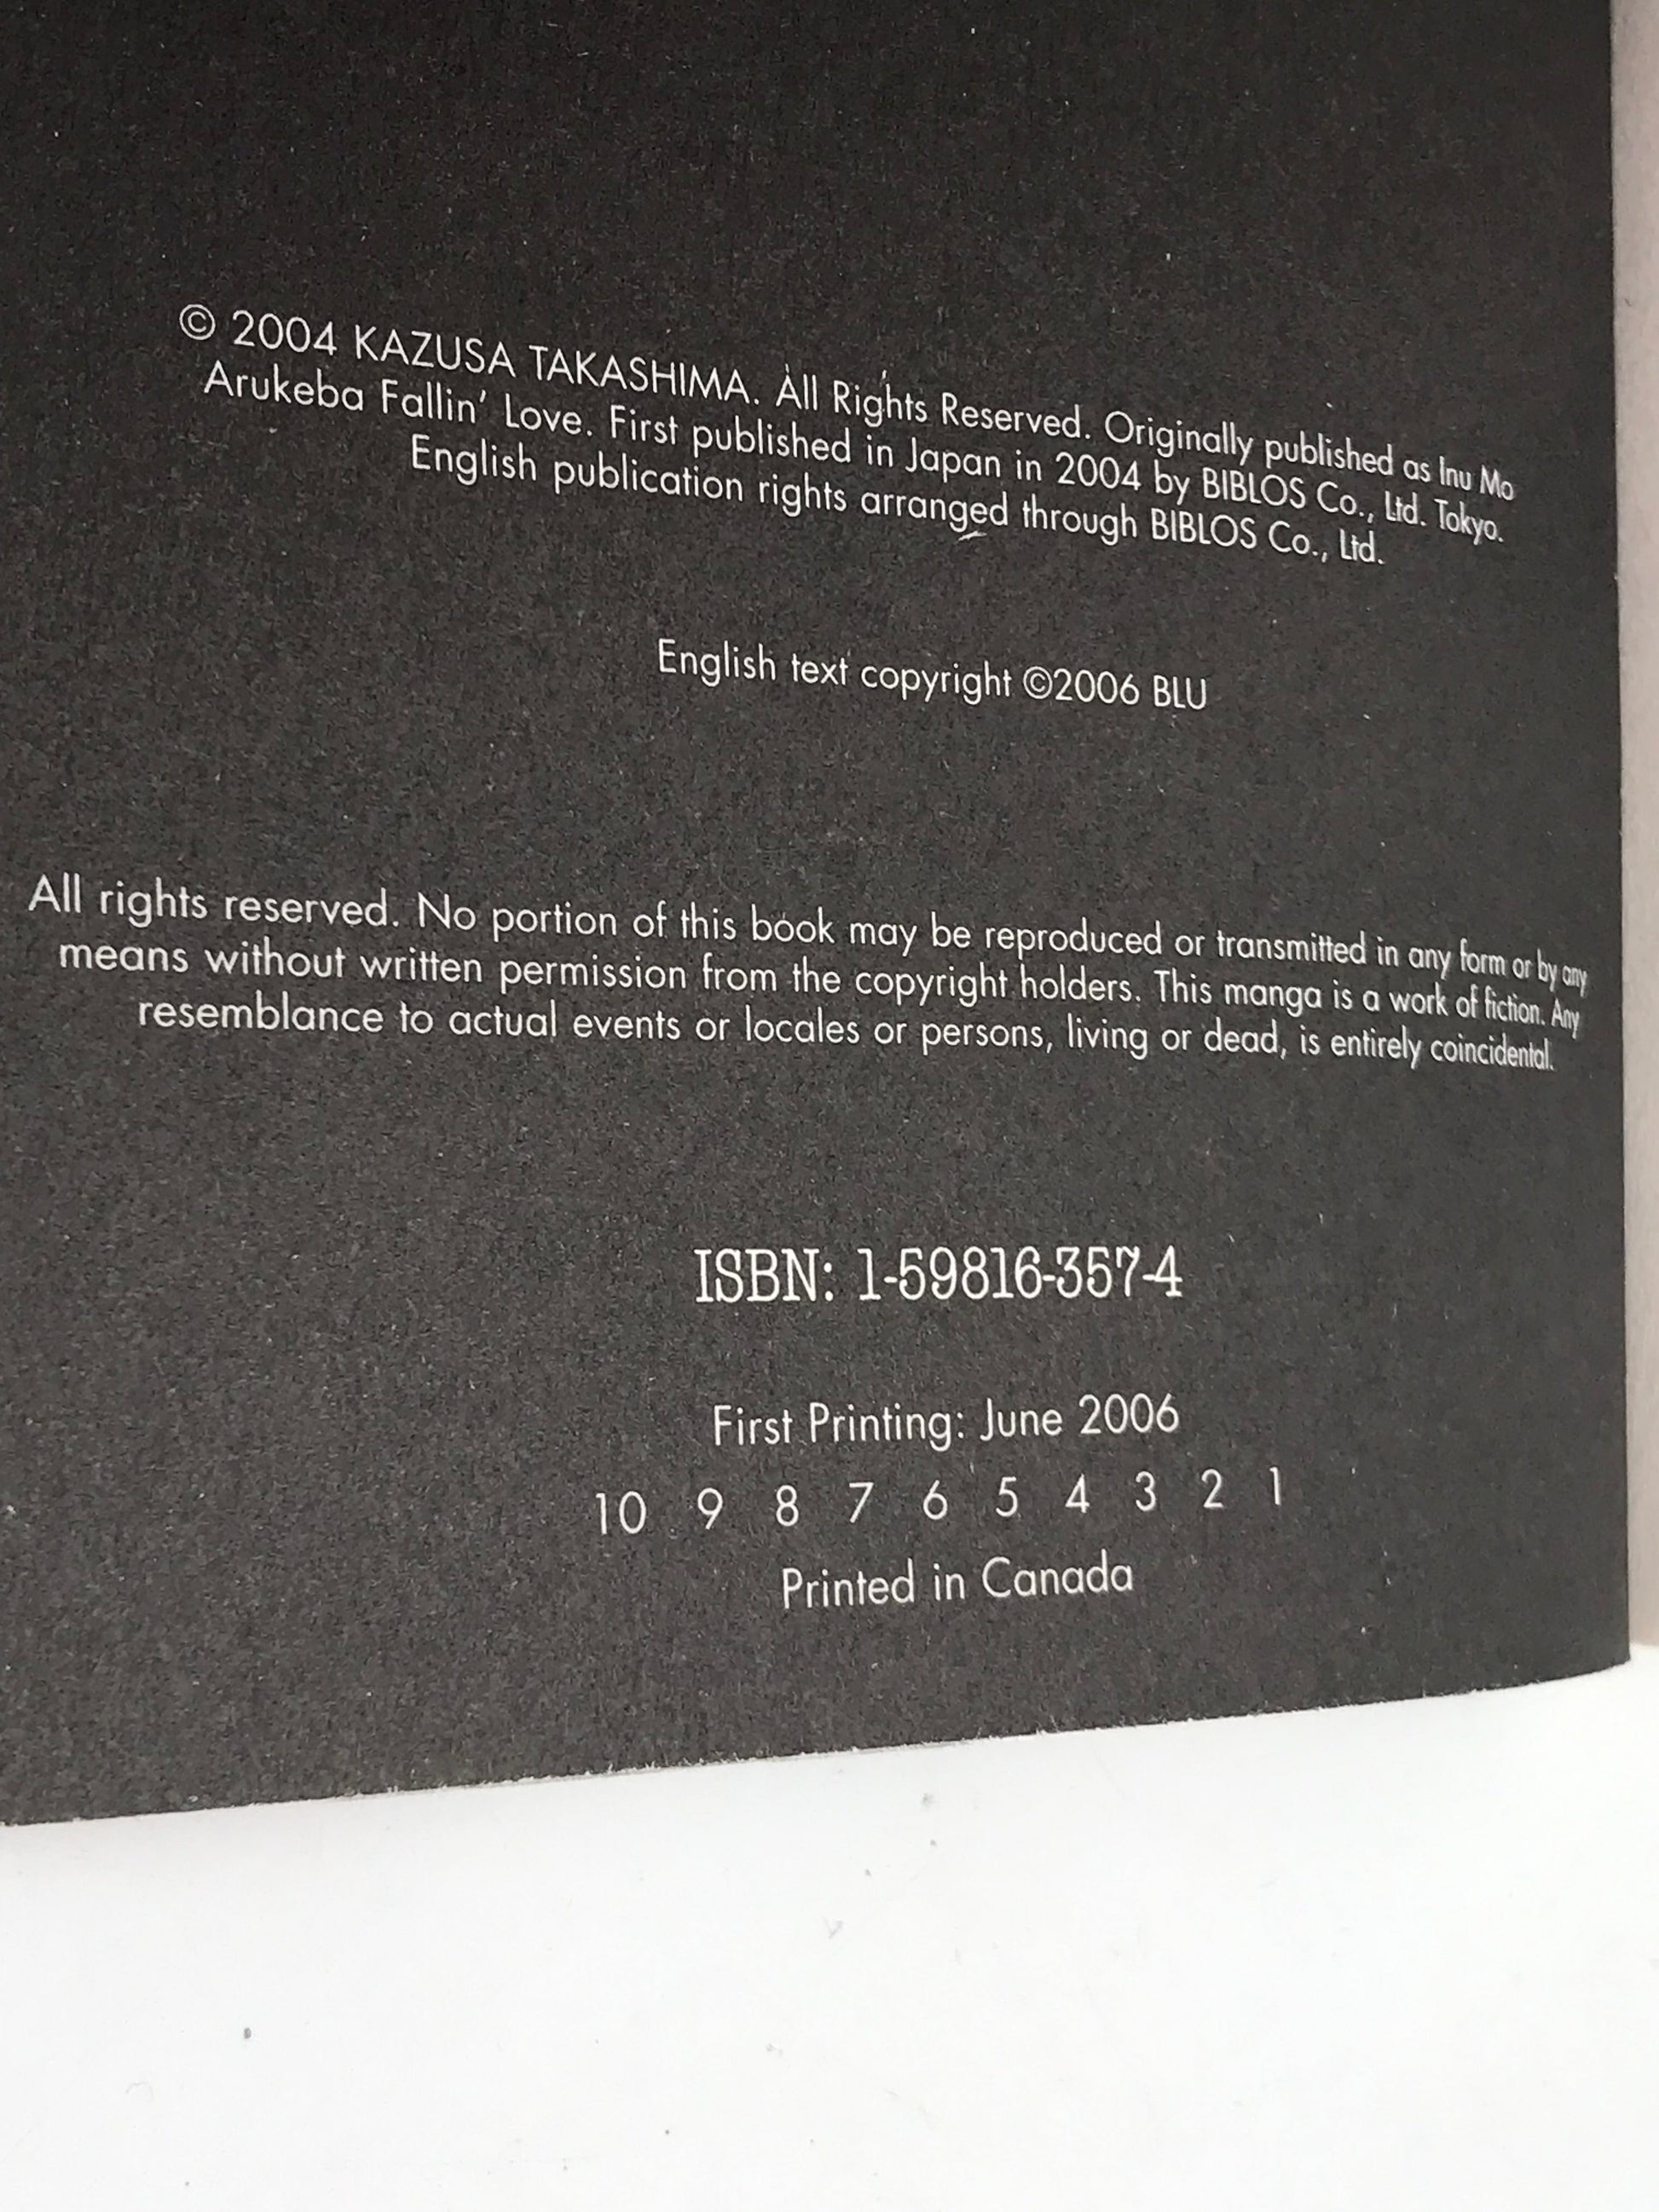 © 2004 KAZUSA TAKASHIMA. All Rights Reserved. Originally published as Inu Mo
Arukeba Fallin' Love. First published in Japan in 2004 by BIBLOS Co., Ltd. Tokyo.
English publication rights arranged through BIBLOS Co., Ltd.
English text copyright ©2006 BLU
All rights reserved. No portion of this book may be reproduced or transmitted in any form or by any
means without written permission from the copyright holders. This manga is a work of fiction. Any
resemblance to actual events or locales or persons, living or dead, is entirely coincidental.
ISBN: 1-59816-357-4
First Printing: June 2006
10 9 8 7 6 5 4 3 2 1
Printed in Canada